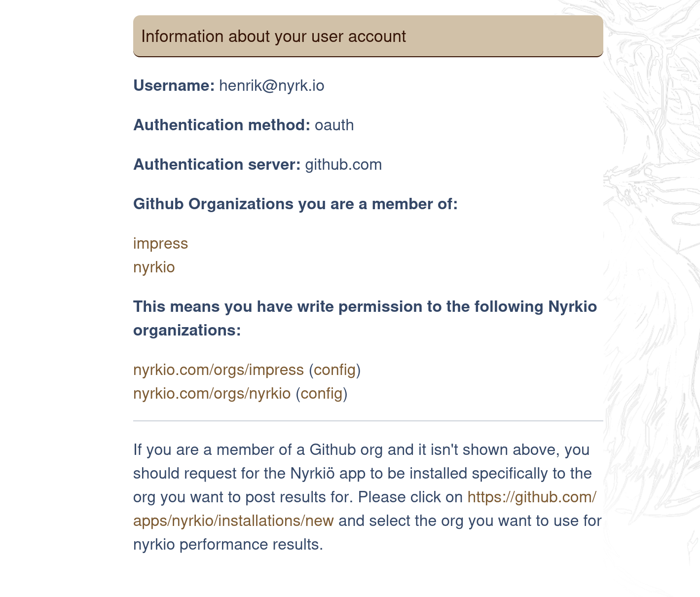 Information about your user account
Username: henrik@nyrk.io
Authentication method: oauth
Authentication server: github.com
Github Organizations you are a member of:
impress
nyrkio
This means you have write permission to the following Nyrkio
organizations:
nyrkio.com/orgs/impress (config)
nyrkio.com/orgs/nyrkio (config)
If you are a member of a Github org and it isn't shown above, you
should request for the Nyrkiö app to be installed specifically to the
org you want to post results for. Please click on https://github.com/
apps/nyrkio/installations/new and select the org you want to use for
nyrkio performance results.